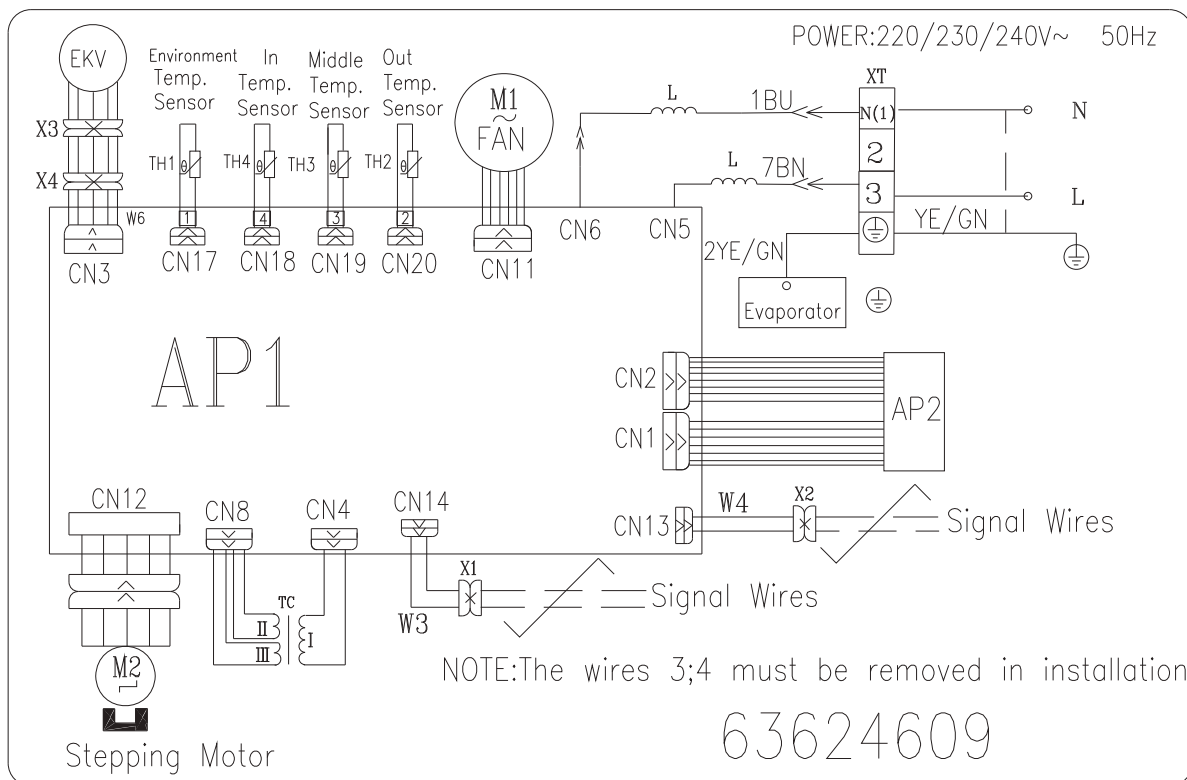 POWER:220/230/240V~ 50Hz
EKV
Environment
Temp.
Sensor
In
Temp.
Sensor
Middle
Temp.
Sensor
Out
Temp.
Sensor
M1
~
FAN
XT
L
1BU
N(1)
N
X3
2
L
7BN
TH1
θ
TH4
θ
TH3
θ
TH2
θ
X4
3
L
W6
1
4
3
2
CN6
CN5
YE/GN
CN3
CN17
CN18
CN19
CN20
CN11
2YE/GN
Evaporator
AP1
CN2
CN1
AP2
CN12
CN8
CN4
CN14
CN13
W4
X2
Signal Wires
X1
Signal Wires
W3
TC
II
III
I
M2
Stepping Motor
NOTE:The wires 3;4 must be removed in installation
63624609